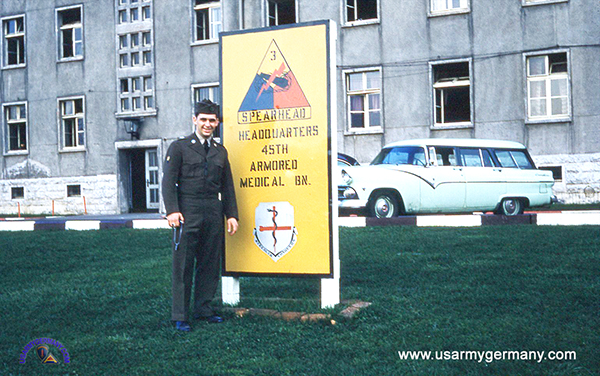 3
SPEARHEAD
HEADQUARTERS
45TH
ARMORED
MEDICAL BN.
www.usarmygermany.com